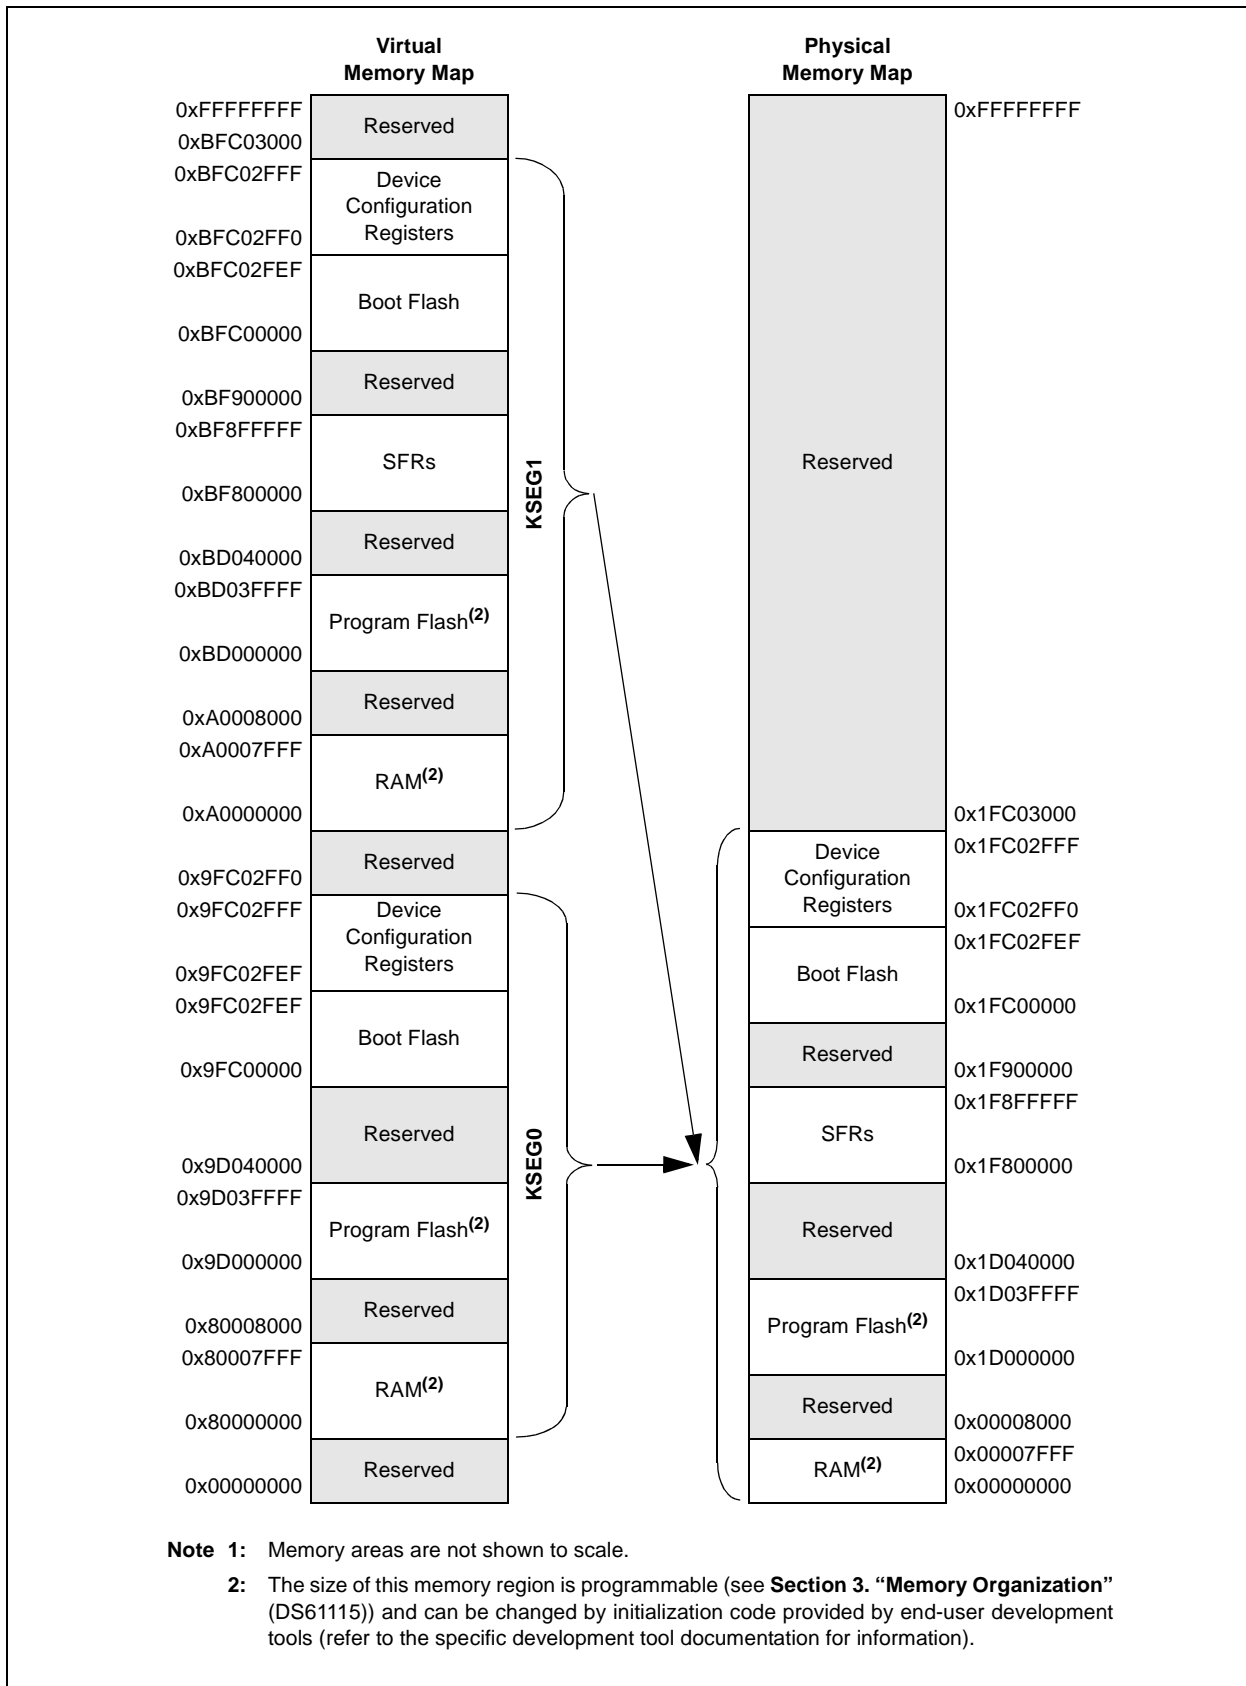 Virtual
Memory Map
0xFFFFFFFF
Reserved
0xBFC03000
0xBFC02FFF
Device
Configuration
Registers
0xBFC02FF0
0xBFC02FEF
Boot Flash
0xBFC00000
Reserved
0xBF900000
0xBF8FFFFF
SFRs
0xBF800000
Reserved
0xBD040000
0xBD03FFFF
Program Flash(2)
0xBD000000
Reserved
0xA0008000
0xA0007FFF
RAM(2)
0xA0000000
KSEG1
Reserved
0x9FC02FF0
0x9FC02FFF
Device
Configuration
Registers
0x9FC02FEF
0x9FC02FEF
Boot Flash
0x9FC00000
Reserved
0x9D040000
0x9D03FFFF
Program Flash(2)
0x9D000000
Reserved
0x80008000
0x80007FFF
RAM(2)
0x80000000
KSEG0
Reserved
0x00000000
Physical
Memory Map
0xFFFFFFFF
Reserved
0x1FC03000
0x1FC02FFF
Device
Configuration
Registers
0x1FC02FF0
0x1FC02FEF
Boot Flash
0x1FC00000
Reserved
0x1F900000
0x1F8FFFFF
SFRs
0x1F800000
Reserved
0x1D040000
0x1D03FFFF
Program Flash(2)
0x1D000000
Reserved
0x00008000
0x00007FFF
RAM(2)
0x00000000
Note 1: Memory areas are not shown to scale.
2: The size of this memory region is programmable (see Section 3. “Memory Organization”
(DS61115)) and can be changed by initialization code provided by end-user development
tools (refer to the specific development tool documentation for information).